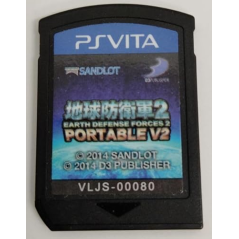 PSVITA
SANDLOT
D3 PUBLISHER
地球防衛軍2
EARTH DEFENSE FORCES 2
PORTABLE V2
© 2014 SANDLOT
© 2014 D3 PUBLISHER
VLJS-00080